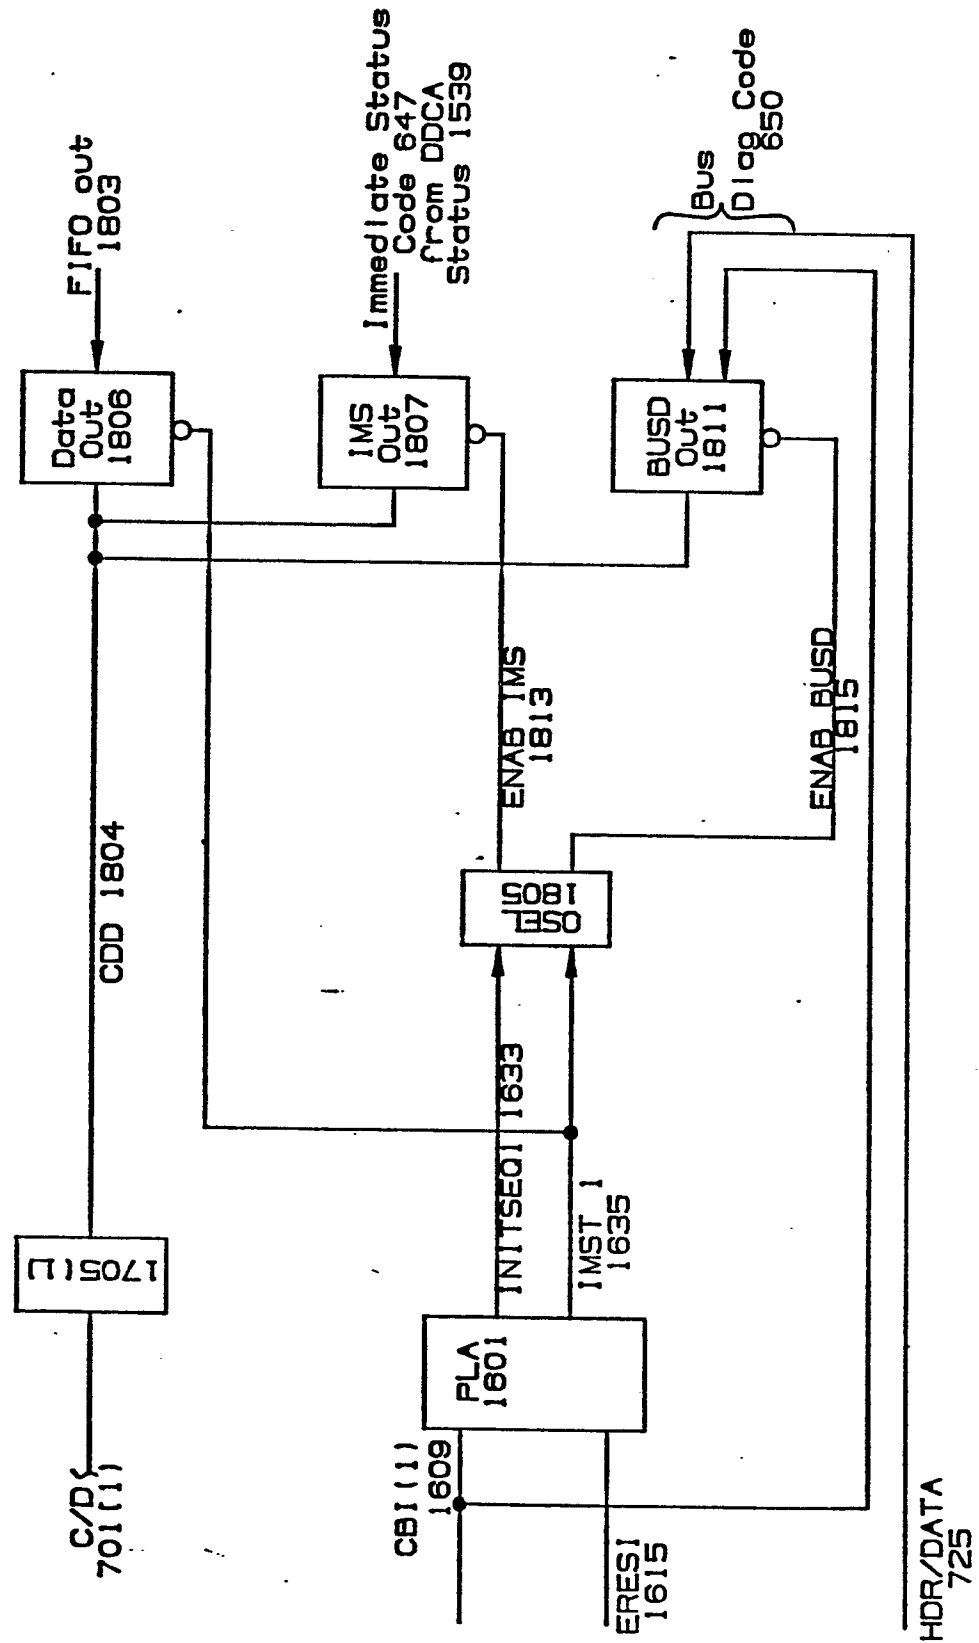 C/D
701(1)
1705(1)
CDD 1804
Data
Out
1806
FIFO out
1803
IMS
Out
1807
Immediate Status
Code 647
from DDCA
Status 1539
CBI(1)
1609
ERESI
1615
PLA
1601
INITSEQ1 1633
IMST 1
1635
OSEL
1805
ENAB IMS
1813
ENAB BUSD
1815
BUSD
Out
1811
Bus
Diag Code
650
HDR/DATA
725